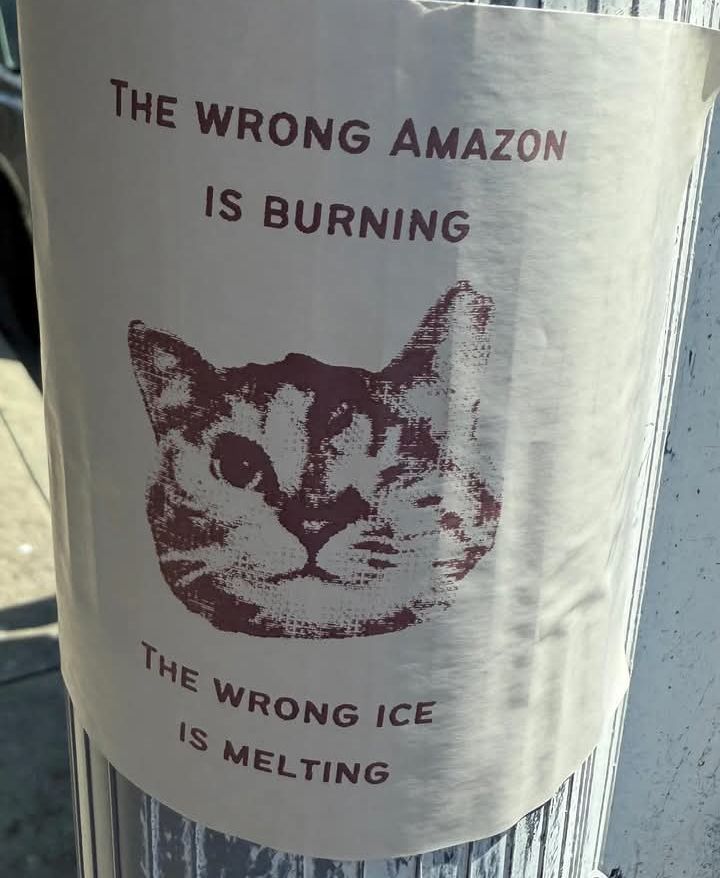 The wrong Amazon
is burning
The wrong ice
is melting